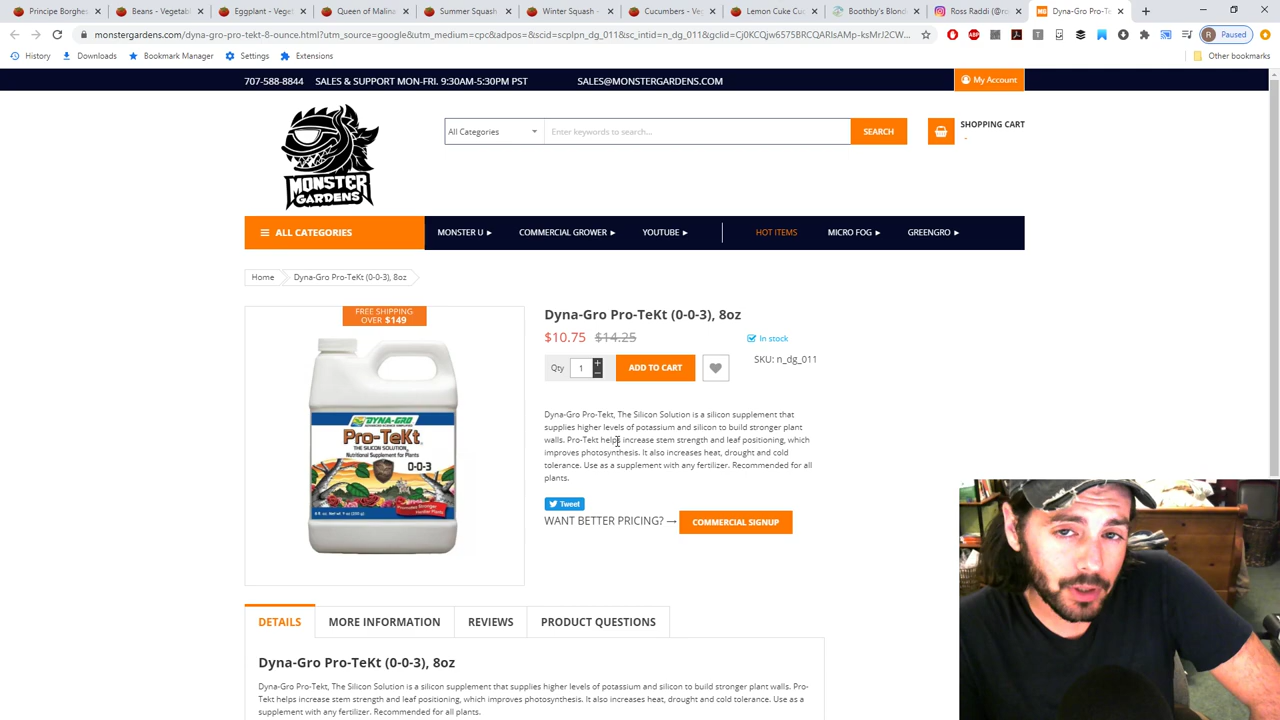 Principe Borghes
Beans - Vegetab
Eggplant - Veget
Queen of Malina
Summer Squash
Winter Squash -
Cucumbers - Veg
Lemon Cuke Cuc
Boothby's Blond
Ross Raddi (@ro
Dyna-Gro Pro-Te
monstergardens.com/dyna-gro-pro-tekt-8-ounce.html?utm_source=google&utm_medium=cpc&adpos=&scid=scplpn_dg_011&sc_intid=n_dg_011&gclid=Cj0KCQjw6575BRCQARIsAMp-ksMrJ2CW...
R Paused
History Downloads Bookmark Manager Settings Extensions Other bookmarks
707-588-8844 SALES & SUPPORT MON-FRI. 9:30AM-5:30PM PST SALES@MONSTERGARDENS.COM My Account
MONSTER
GARDENS
All Categories Enter keywords to search... SEARCH
SHOPPING CART
-
ALL CATEGORIES MONSTER U ► COMMERCIAL GROWER ► YOUTUBE ► HOT ITEMS MICRO FOG ► GREENGRO ►
Home Dyna-Gro Pro-TeKt (0-0-3), 8oz
FREE SHIPPING
OVER $149
DYNA-GRO
Pro-TeKt
THE SILICON SOLUTION
Nutritional Supplement for Plants
0-0-3
Promotes Stronger
Hardier Plants
Dyna-Gro Pro-TeKt (0-0-3), 8oz
$10.75 $14.25 In stock
Qty 1 + - ADD TO CART SKU: n_dg_011
Dyna-Gro Pro-Tekt, The Silicon Solution is a silicon supplement that
supplies higher levels of potassium and silicon to build stronger plant
walls. Pro-Tekt helps increase stem strength and leaf positioning, which
improves photosynthesis. It also increases heat, drought and cold
tolerance. Use as a supplement with any fertilizer. Recommended for all
plants.
Tweet
WANT BETTER PRICING? → COMMERCIAL SIGNUP
DETAILS MORE INFORMATION REVIEWS PRODUCT QUESTIONS
Dyna-Gro Pro-TeKt (0-0-3), 8oz
Dyna-Gro Pro-Tekt, The Silicon Solution is a silicon supplement that supplies higher levels of potassium and silicon to build stronger plant walls. Pro-
Tekt helps increase stem strength and leaf positioning, which improves photosynthesis. It also increases heat, drought and cold tolerance. Use as a
supplement with any fertilizer. Recommended for all plants.